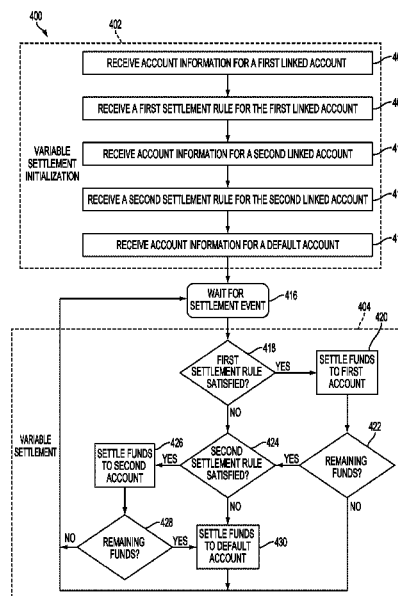 400
402
RECEIVE ACCOUNT INFORMATION FOR A FIRST LINKED ACCOUNT
RECEIVE A FIRST SETTLEMENT RULE FOR THE FIRST LINKED ACCOUNT
VARIABLE
SETTLEMENT
INITIALIZATION
RECEIVE ACCOUNT INFORMATION FOR A SECOND LINKED ACCOUNT
RECEIVE A SECOND SETTLEMENT RULE FOR THE SECOND LINKED ACCOUNT
RECEIVE ACCOUNT INFORMATION FOR A DEFAULT ACCOUNT
WAIT FOR
SETTLEMENT EVENT
416
404
420
418
FIRST
SETTLEMENT RULE
SATISFIED?
YES
SETTLE FUNDS
TO FIRST
ACCOUNT
NO
VARIABLE
SETTLEMENT
426
SETTLE FUNDS
TO SECOND
ACCOUNT
YES
424
SECOND
SETTLEMENT RULE
SATISFIED?
YES
422
REMAINING
FUNDS?
NO
428
NO
REMAINING
FUNDS?
YES
SETTLE FUNDS
TO DEFAULT
ACCOUNT
430
NO